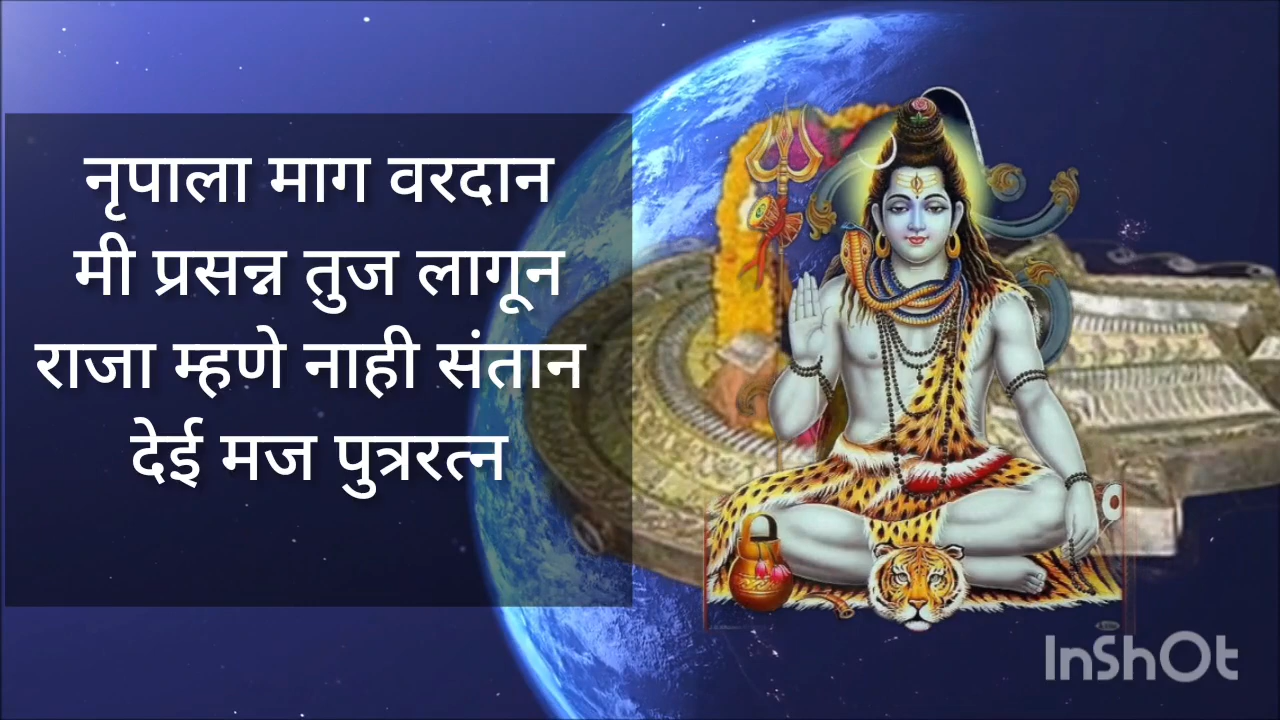 नृपाला माग वरदान
मी प्रसन्न तुज लागून
राजा म्हणे नाही संतान
देई मज पुत्ररत्न
InShOt